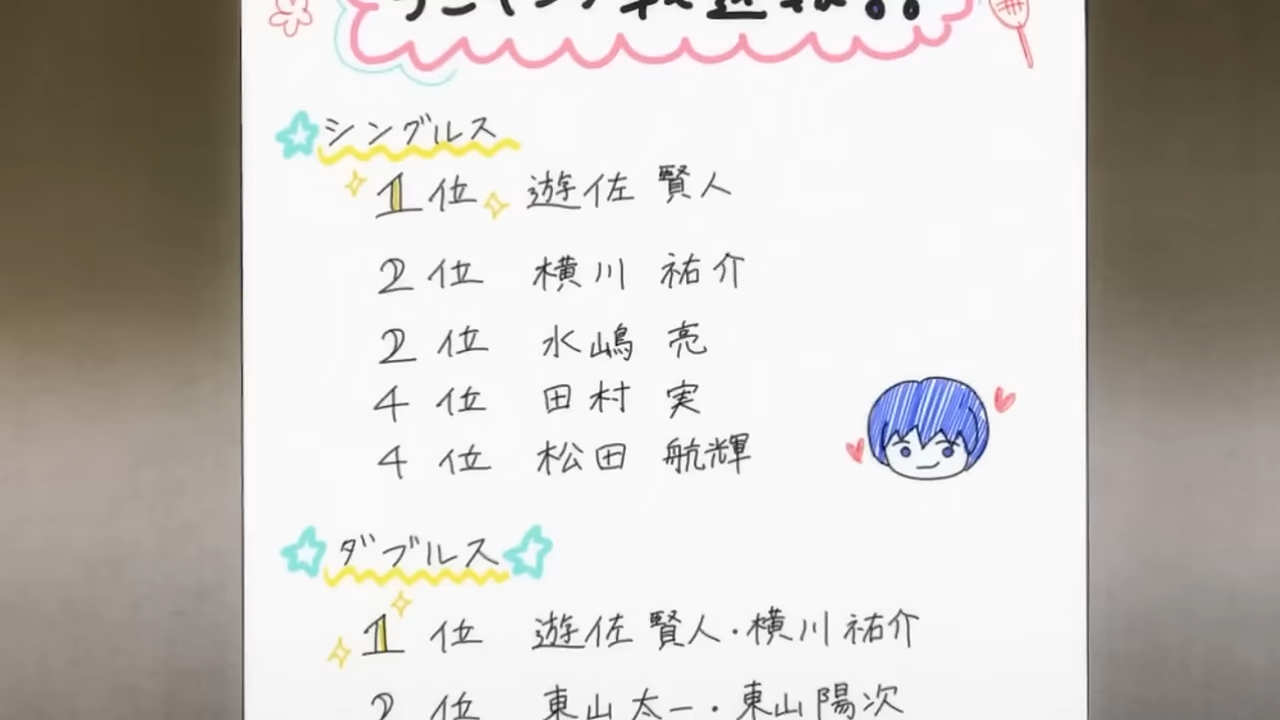 シングルス
1位 遊佐 賢人
2位 横川 祐介
2位 水嶋 亮
4位 田村 実
4位 松田 航輝
ダブルス
1位 遊佐 賢人・横川 祐介
2位 東山 太一・東山 陽次